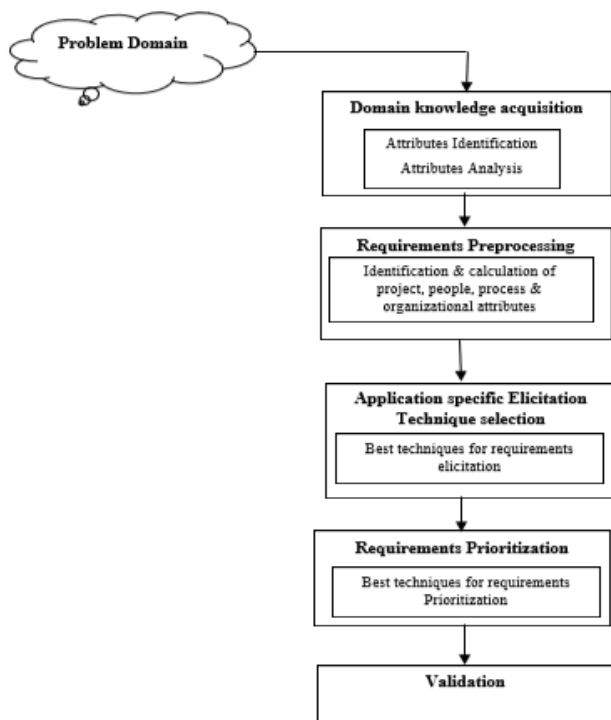 Problem Domain
Domain knowledge acquisition
Attributes Identification
Attributes Analysis
Requirements Preprocessing
Identification & calculation of
project, people, process &
organizational attributes
Application specific Elicitation
Technique selection
Best techniques for requirements
elicitation
Requirements Prioritization
Best techniques for requirements
Prioritization
Validation